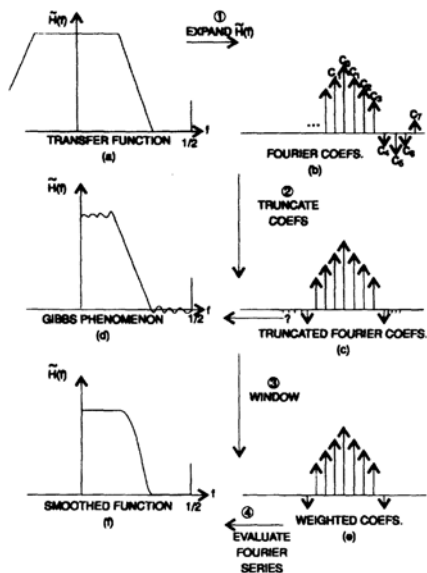 H̃(f)
①
EXPAND H̃(f)
f
1/2
TRANSFER FUNCTION
(a)
...
C₁
C₂
C₃
C₄
C₅
C₆
C₇
FOURIER COEFS.
(b)
②
TRUNCATE
COEFS
H̃(f)
f
1/2
GIBBS PHENOMENON
(d)
?
TRUNCATED FOURIER COEFS.
(c)
③
WINDOW
H̃(f)
f
1/2
SMOOTHED FUNCTION
(f)
WEIGHTED COEFS.
(e)
④
EVALUATE
FOURIER
SERIES